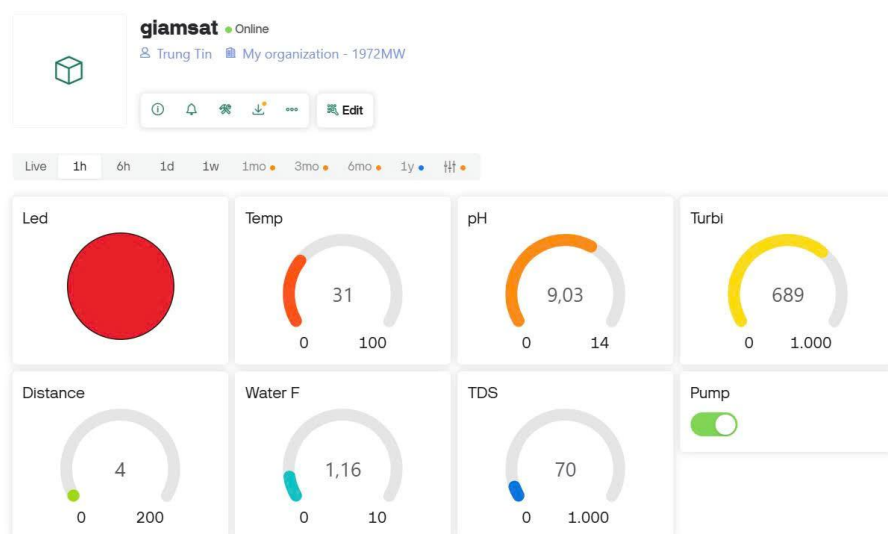 giamsat Online
Trung Tin My organization - 1972MW
Edit
Live 1h 6h 1d 1w 1mo 3mo 6mo 1y
Led
Temp
31
0 100
pH
9,03
0 14
Turbi
689
0 1.000
Distance
4
0 200
Water F
1,16
0 10
TDS
70
0 1.000
Pump